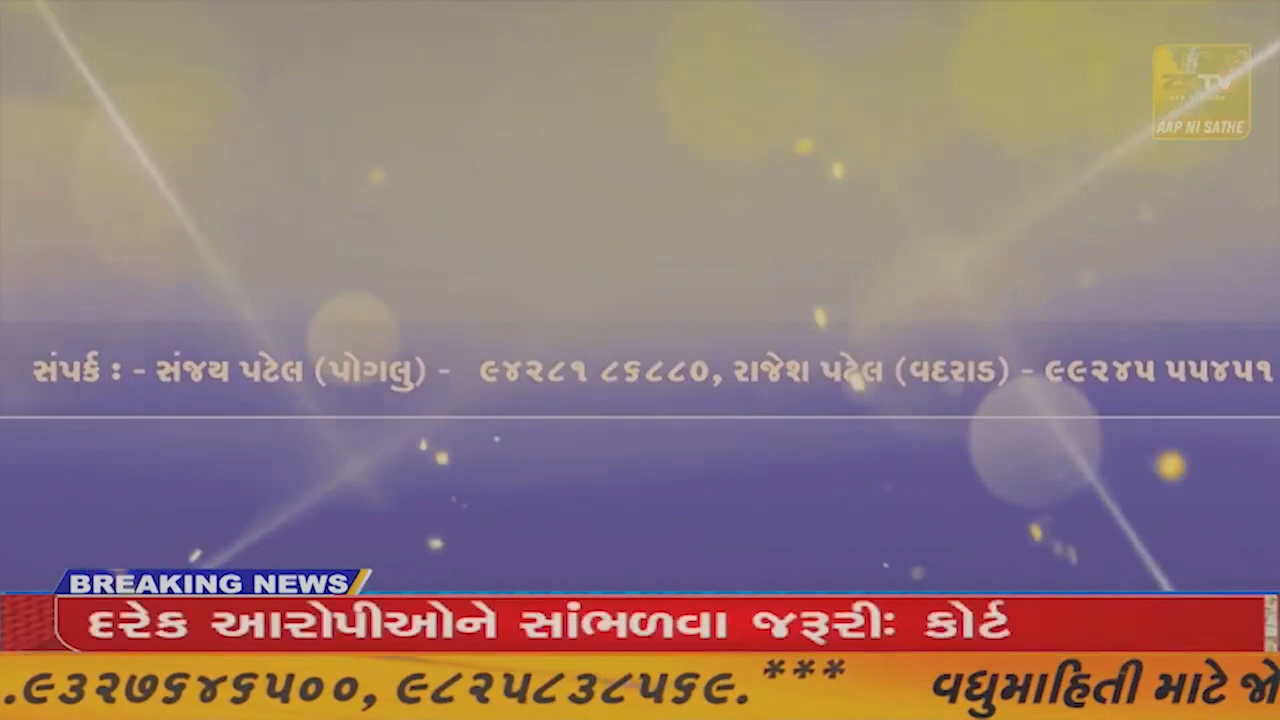 TV
AAP NI SATHE
સંપર્ક : - સંજય પટેલ (પોગલુ) - ૯૪૨૮૧ ૮૬૮૮૦, રાજેશ પટેલ (વદરાડ) - ૯૯૨૪૫ ૫૫૪૫૧
BREAKING NEWS
દરેક આરોપીઓને સાંભળવા જરૂરીઃ કોર્ટ
.૯૩૨૭૬૪૬૫૦૦, ૯૮૨૫૮૩૮૫૬૯.*** વધુમાહિતી માટે જો